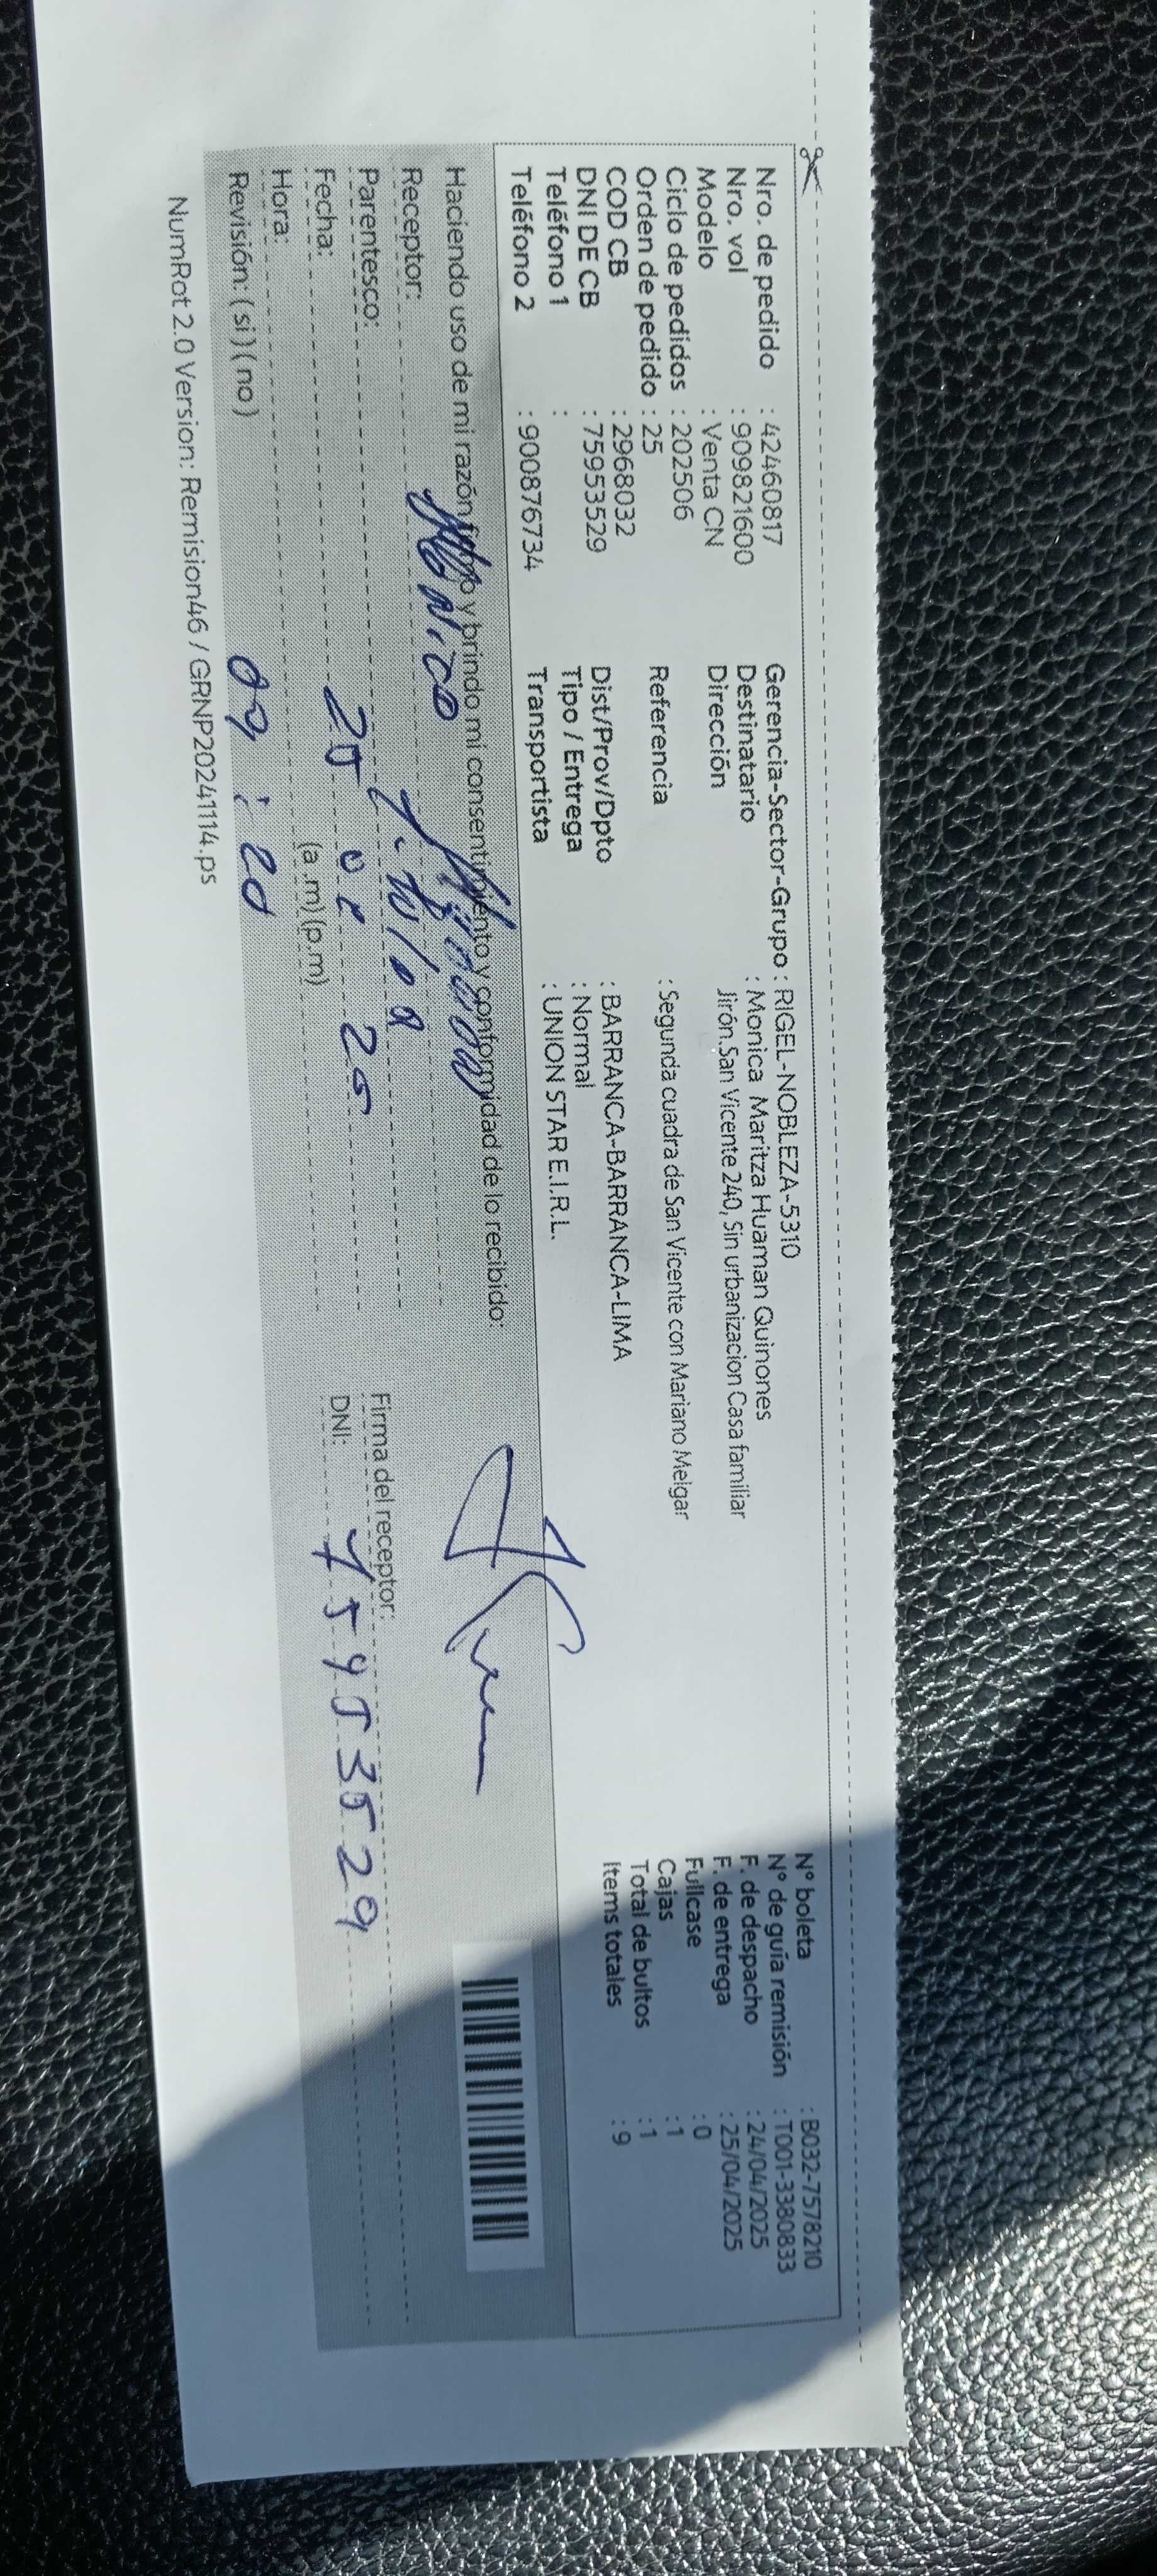 Nro. de pedido : 42460817
Nro. vol : 909821600
Modelo : Venta CN
Ciclo de pedidos : 202506
Orden de pedido : 25
COD CB : 2968032
DNI DE CB : 75953529
Teléfono 1 :
Teléfono 2 : 900876734
Gerencia-Sector-Grupo : RIGEL-NOBLEZA-5310
Destinatario : Monica Maritza Huaman Quinones
Dirección : Jirón.San Vicente 240, Sin urbanizacion Casa familiar
Referencia : Segunda cuadra de San Vicente con Mariano Melgar
Dist/Prov/Dpto : BARRANCA-BARRANCA-LIMA
Tipo / Entrega : Normal
Transportista : UNION STAR E.I.R.L.
N° boleta : B032-7578210
N° de guía remisión : T001-3380833
F. de despacho : 24/04/2025
F. de entrega : 25/04/2025
Fullcase : 0
Cajas : 1
Total de bultos : 1
Items totales : 9
Haciendo uso de mi razón firmo y brindo mi consentimiento y conformidad de lo recibido:
Receptor: Monica
Parentesco: Titular
Fecha: 25 25
Hora: (a.m)(p.m)
Revisión: (si)(no) 09:20
Firma del receptor:
DNI: 75953529
NumRot 2.0 Version: Remision46 / GRNP20241114.ps